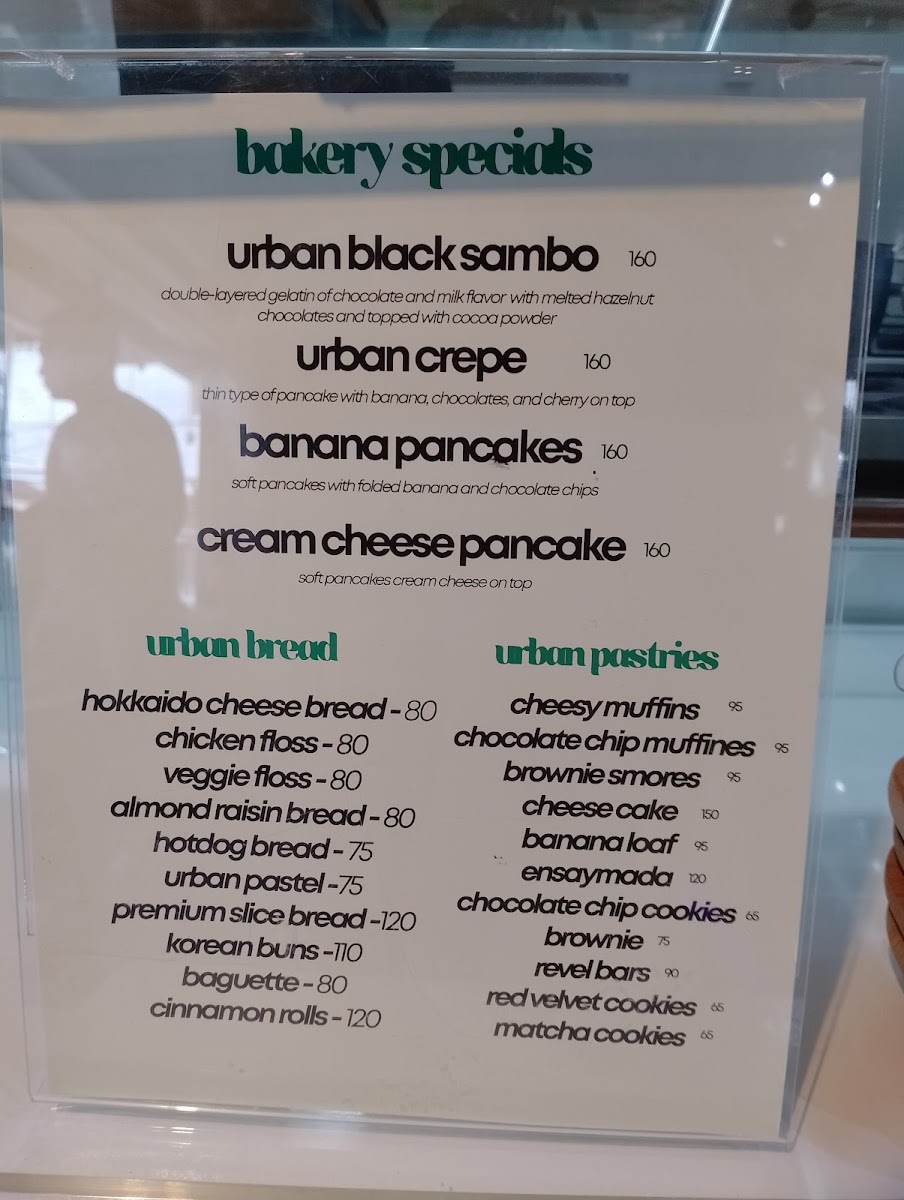 bakery specials
urban black sambo 160
double-layered gelatin of chocolate and milk flavor with melted hazelnut
chocolates and topped with cocoa powder
urban crepe 160
thin type of pancake with banana, chocolates, and cherry on top
banana pancakes 160
soft pancakes with folded banana and chocolate chips
cream cheese pancake 160
soft pancakes cream cheese on top
urban bread
hokkaido cheese bread - 80
chicken floss - 80
veggie floss - 80
almond raisin bread - 80
hotdog bread - 75
urban pastel -75
premium slice bread -120
korean buns -110
baguette - 80
cinnamon rolls - 120
urban pastries
cheesy muffins 95
chocolate chip muffines 95
brownie smores 95
cheese cake 150
banana loaf 95
ensaymada 120
chocolate chip cookies 65
brownie 75
revel bars 90
red velvet cookies 65
matcha cookies 65